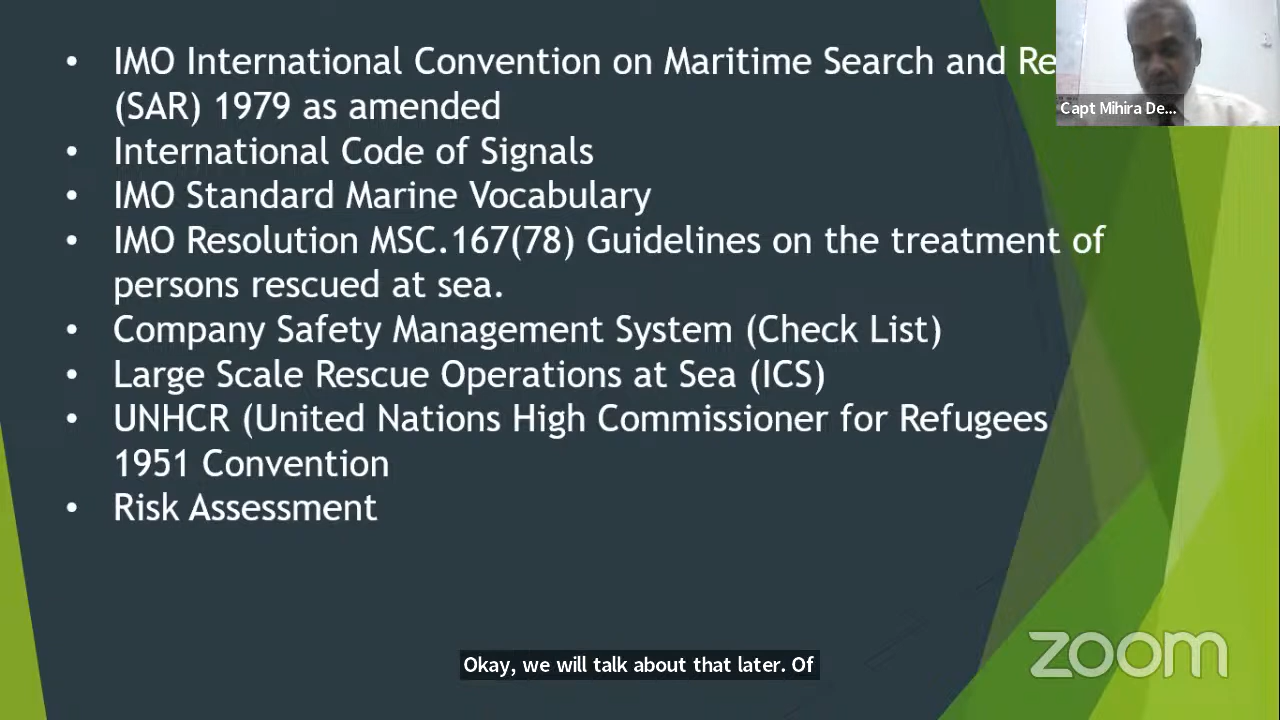 • IMO International Convention on Maritime Search and Re
(SAR) 1979 as amended
• International Code of Signals
• IMO Standard Marine Vocabulary
• IMO Resolution MSC.167(78) Guidelines on the treatment of
persons rescued at sea.
• Company Safety Management System (Check List)
• Large Scale Rescue Operations at Sea (ICS)
• UNHCR (United Nations High Commissioner for Refugees
1951 Convention
• Risk Assessment
Capt Mihira De...
Okay, we will talk about that later. Of
zoom